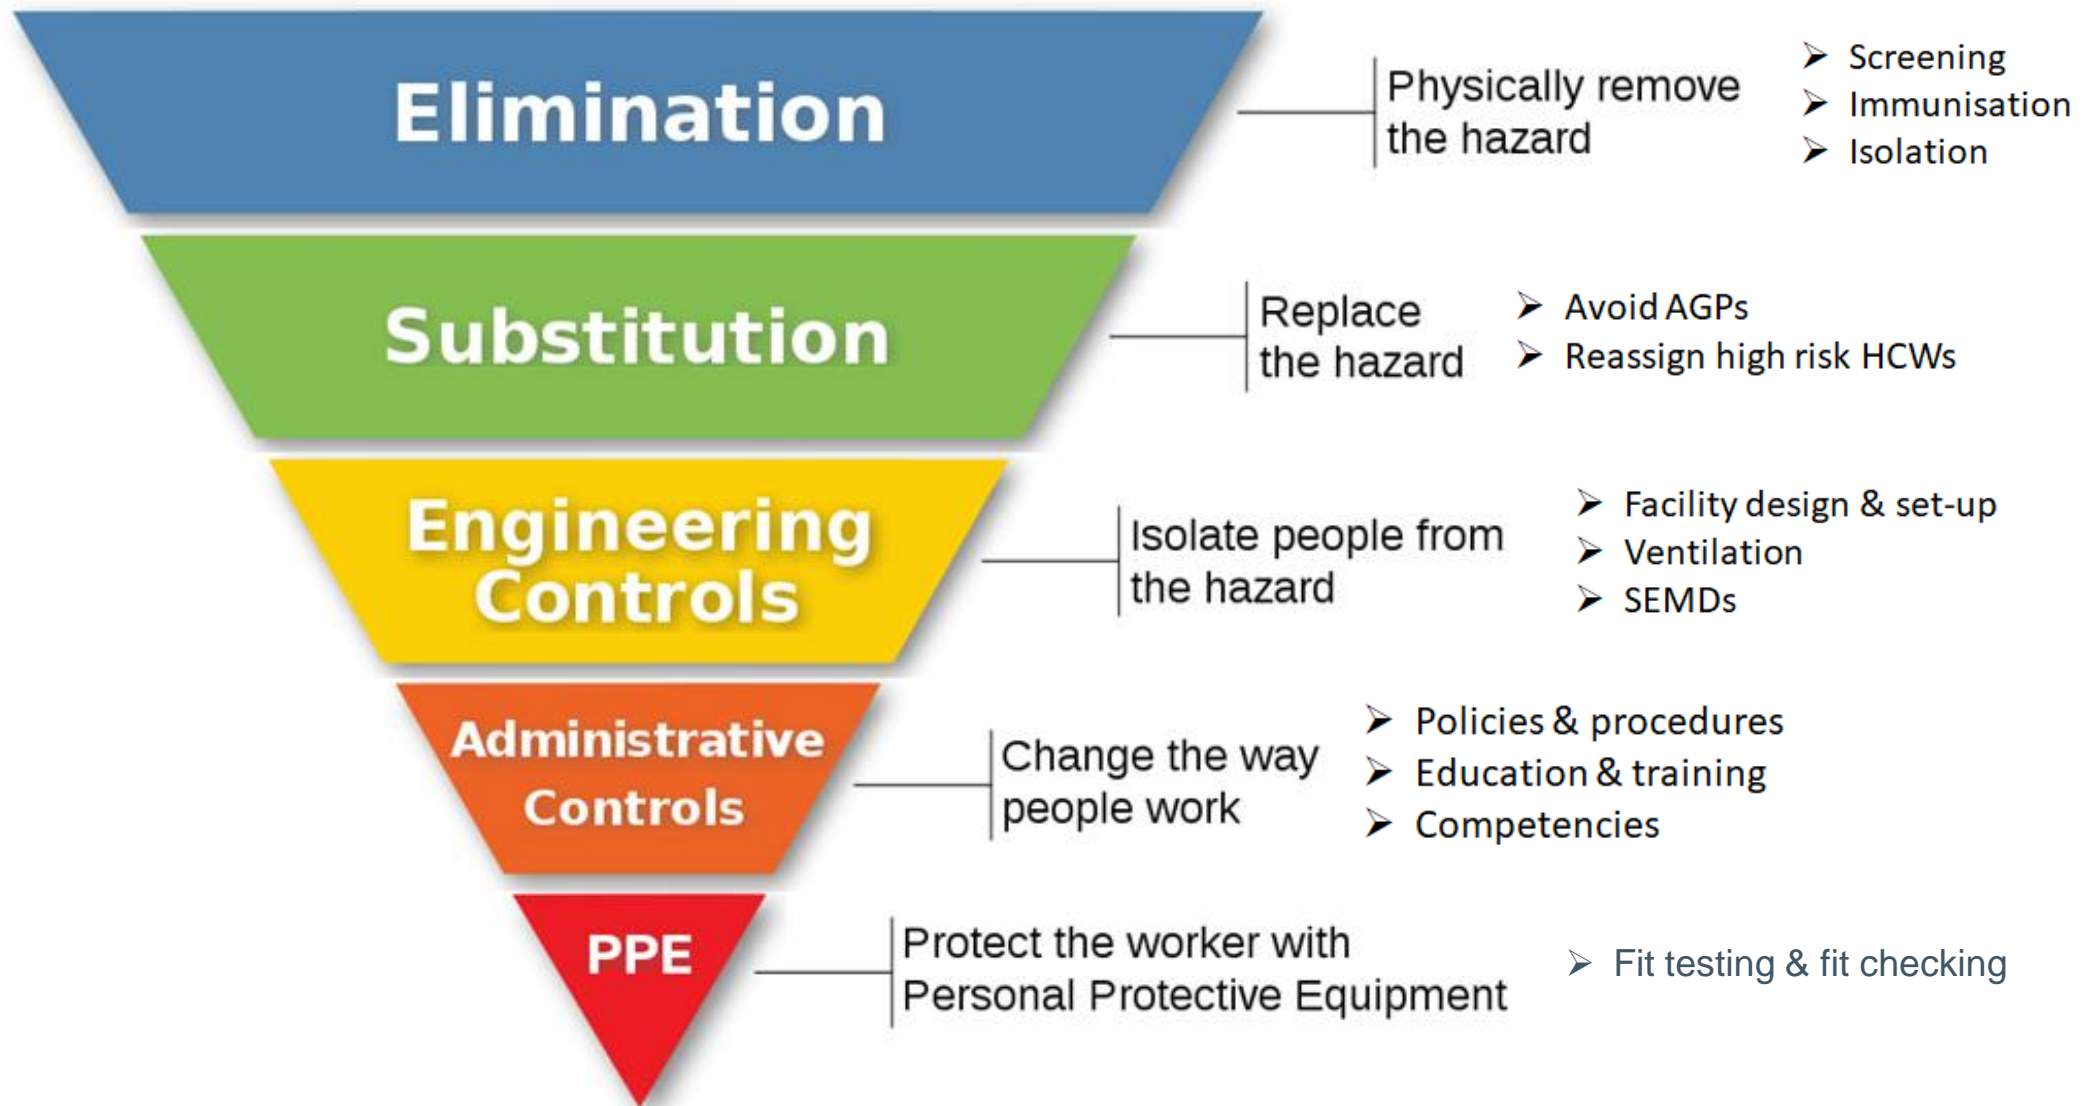 Elimination
Physically remove
the hazard
➢ Screening
➢ Immunisation
➢ Isolation
Substitution
Replace
the hazard
➢ Avoid AGPs
➢ Reassign high risk HCWs
Engineering
Controls
Isolate people from
the hazard
➢ Facility design & set-up
➢ Ventilation
➢ SEMDs
Administrative
Controls
Change the way
people work
➢ Policies & procedures
➢ Education & training
➢ Competencies
PPE
Protect the worker with
Personal Protective Equipment
➢ Fit testing & fit checking